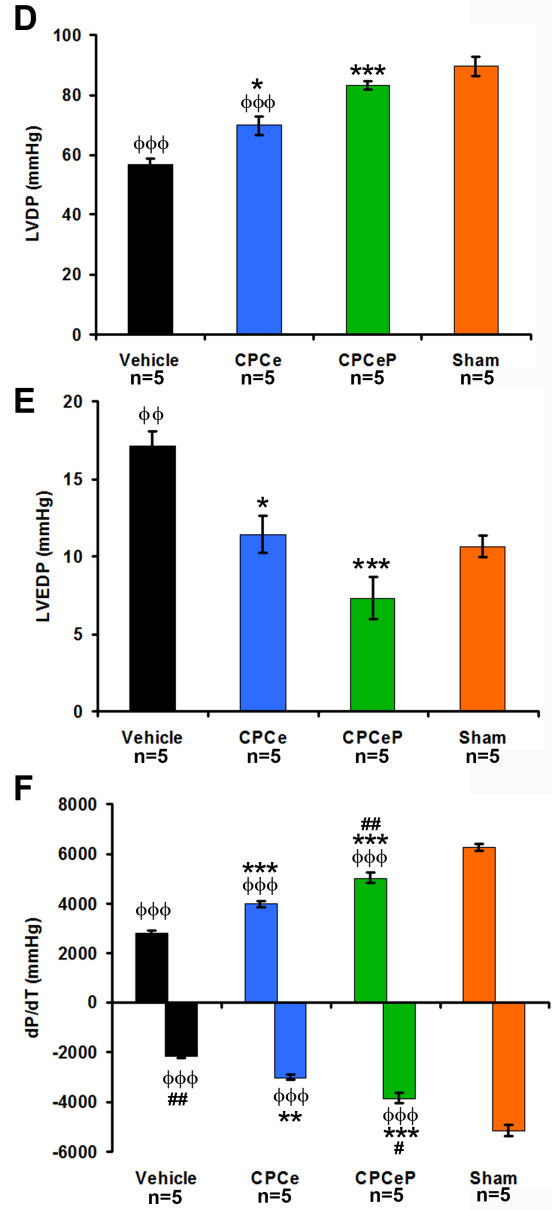 D
100
80
60
40
20
0
LVDP (mmHg)
ϕϕϕ
*
ϕϕϕ
***
Vehicle CPCe CPCeP Sham
n=5 n=5 n=5 n=5
E
20
15
10
5
0
LVEDP (mmHg)
ϕϕ
*
***
Vehicle CPCe CPCeP Sham
n=5 n=5 n=5 n=5
F
8000
6000
4000
2000
0
-2000
-4000
-6000
dP/dT (mmHg)
ϕϕϕ
***
ϕϕϕ
##
***
ϕϕϕ
ϕϕϕ
##
ϕϕϕ
**
ϕϕϕ
***
#
Vehicle CPCe CPCeP Sham
n=5 n=5 n=5 n=5